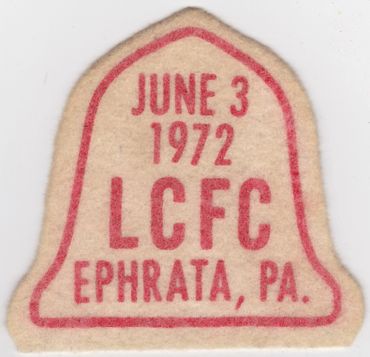 JUNE 3
1972
LCFC
EPHRATA, PA.